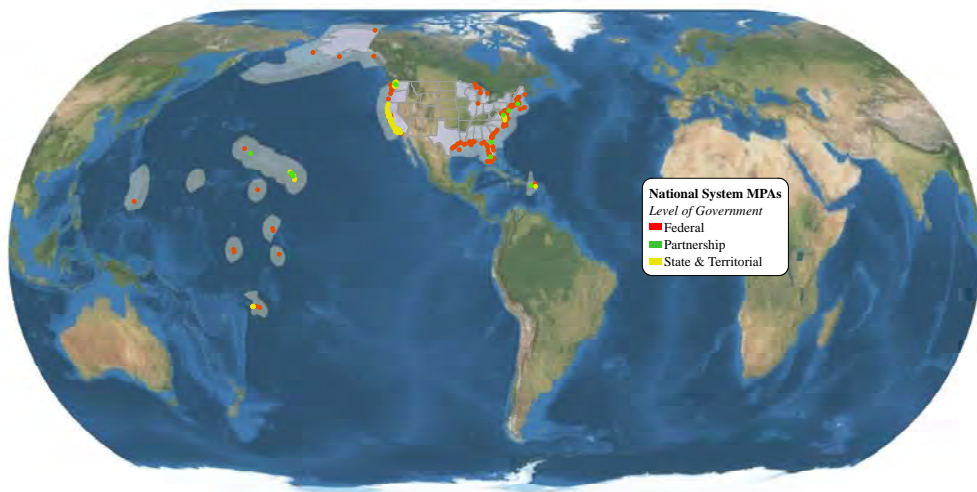 National System MPAs
Level of Government
Federal
Partnership
State & Territorial